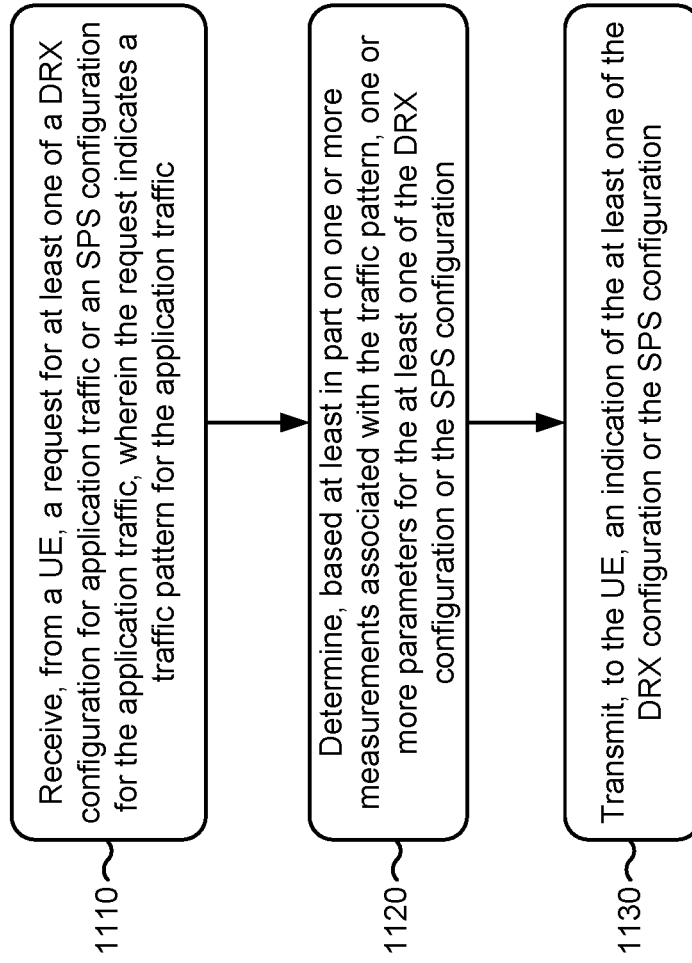 1110
Receive, from a UE, a request for at least one of a DRX
configuration for application traffic or an SPS configuration
for the application traffic, wherein the request indicates a
traffic pattern for the application traffic
1120
Determine, based at least in part on one or more
measurements associated with the traffic pattern, one or
more parameters for the at least one of the DRX
configuration or the SPS configuration
1130
Transmit, to the UE, an indication of the at least one of the
DRX configuration or the SPS configuration